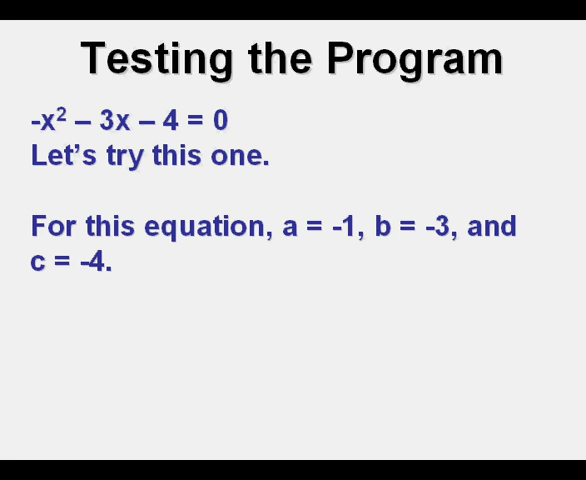 Testing the Program
-x² – 3x – 4 = 0
Let's try this one.
For this equation, a = -1, b = -3, and
c = -4.